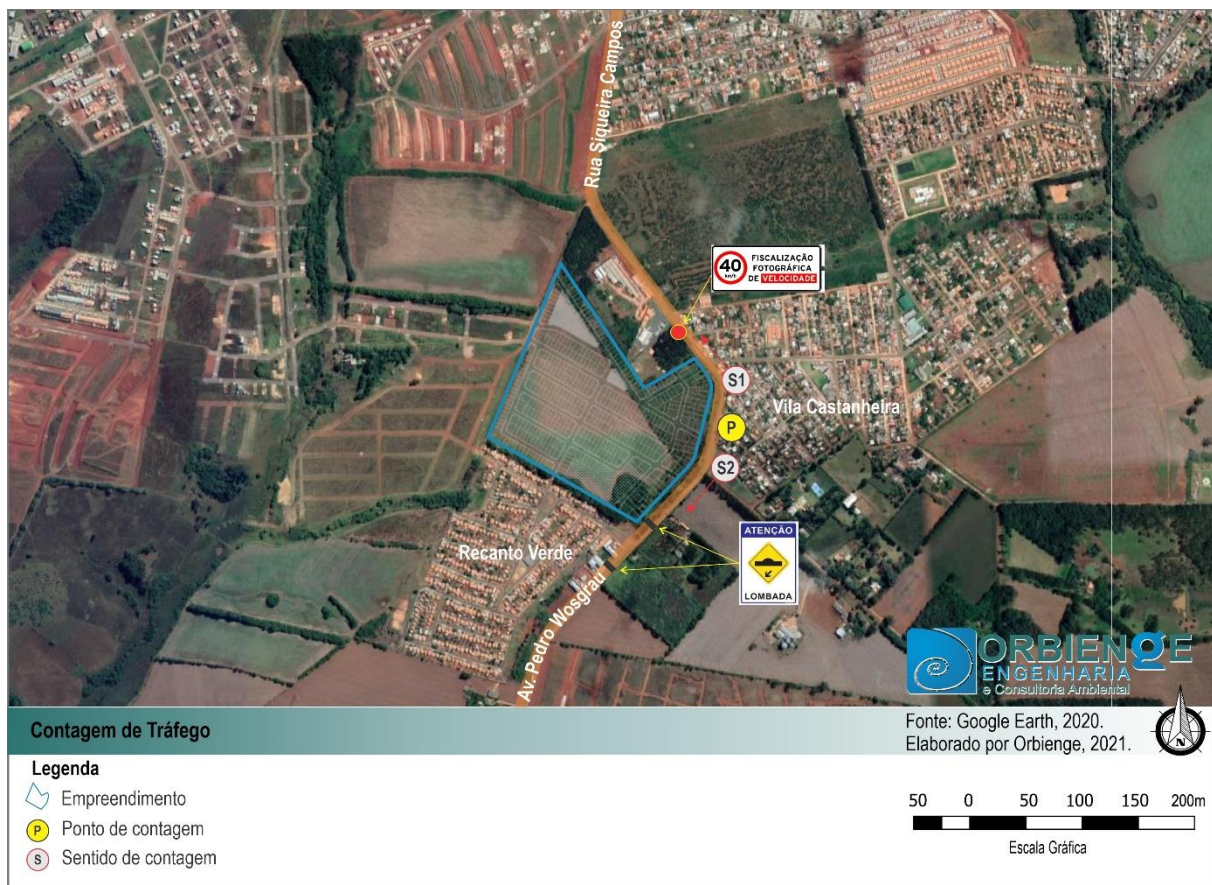 Rua Siqueira Campos
40
km/h
FISCALIZAÇÃO
FOTOGRÁFICA
DE VELOCIDADE
S1
P
Vila Castanheira
S2
ATENÇÃO
LOMBADA
Recanto Verde
Av. Pedro Wosgrau
ORBIENGE
ENGENHARIA
e Consultoria Ambiental
Contagem de Tráfego
Fonte: Google Earth, 2020.
Elaborado por Orbienge, 2021.
N
Legenda
Empreendimento
P Ponto de contagem
S Sentido de contagem
50 0 50 100 150 200m
Escala Gráfica